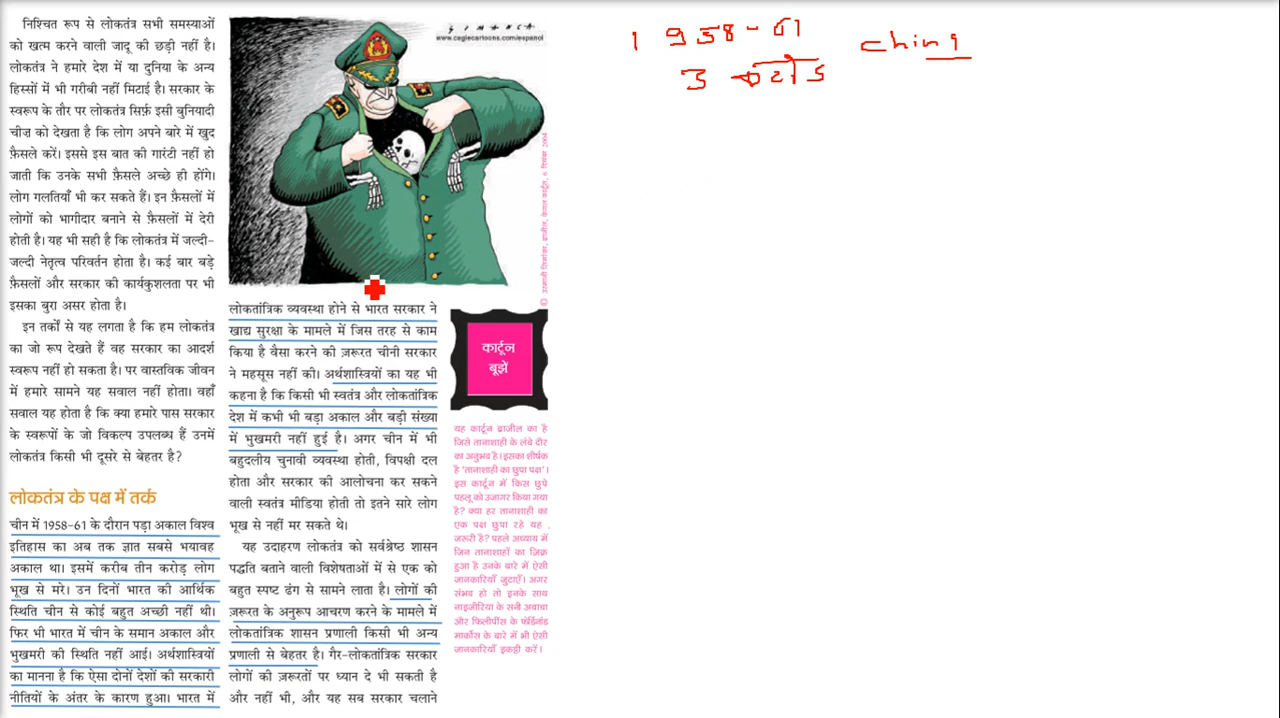 निश्चित रूप से लोकतंत्र सभी समस्याओं
को खत्म करने वाली जादू की छड़ी नहीं है।
लोकतंत्र ने हमारे देश में या दुनिया के अन्य
हिस्सों में भी गरीबी नहीं मिटाई है। सरकार के
स्वरूप के तौर पर लोकतंत्र सिर्फ़ इसी बुनियादी
चीज़ को देखता है कि लोग अपने बारे में खुद
फ़ैसले करें। इससे इस बात की गारंटी नहीं हो
जाती कि उनके सभी फ़ैसले अच्छे ही होंगे।
लोग गलतियाँ भी कर सकते हैं। इन फ़ैसलों में
लोगों को भागीदार बनाने से फ़ैसलों में देरी
होती है। यह भी सही है कि लोकतंत्र में जल्दी-
जल्दी नेतृत्व परिवर्तन होता है। कई बार बड़े
फ़ैसलों और सरकार की कार्यकुशलता पर भी
इसका बुरा असर होता है।
इन तर्कों से यह लगता है कि हम लोकतंत्र
का जो रूप देखते हैं वह सरकार का आदर्श
स्वरूप नहीं हो सकता है। पर वास्तविक जीवन
में हमारे सामने यह सवाल नहीं होता। वहाँ
सवाल यह होता है कि क्या हमारे पास सरकार
के स्वरूपों के जो विकल्प उपलब्ध हैं उनमें
लोकतंत्र किसी भी दूसरे से बेहतर है?
लोकतंत्र के पक्ष में तर्क
चीन में 1958-61 के दौरान पड़ा अकाल विश्व
इतिहास का अब तक ज्ञात सबसे भयावह
अकाल था। इसमें करीब तीन करोड़ लोग
भूख से मरे। उन दिनों भारत की आर्थिक
स्थिति चीन से कोई बहुत अच्छी नहीं थी।
फिर भी भारत में चीन के समान अकाल और
भुखमरी की स्थिति नहीं आई। अर्थशास्त्रियों
का मानना है कि ऐसा दोनों देशों की सरकारी
नीतियों के अंतर के कारण हुआ। भारत में
SIMANCA
www.caglecartoons.com/espanol
लोकतांत्रिक व्यवस्था होने से भारत सरकार ने
खाद्य सुरक्षा के मामले में जिस तरह से काम
किया है वैसा करने की ज़रूरत चीनी सरकार
ने महसूस नहीं की। अर्थशास्त्रियों का यह भी
कहना है कि किसी भी स्वतंत्र और लोकतांत्रिक
देश में कभी भी बड़ा अकाल और बड़ी संख्या
में भुखमरी नहीं हुई है। अगर चीन में भी
बहुदलीय चुनावी व्यवस्था होती, विपक्षी दल
होता और सरकार की आलोचना कर सकने
वाली स्वतंत्र मीडिया होती तो इतने सारे लोग
भूख से नहीं मर सकते थे।
यह उदाहरण लोकतंत्र को सर्वश्रेष्ठ शासन
पद्धति बताने वाली विशेषताओं में से एक को
बहुत स्पष्ट ढंग से सामने लाता है। लोगों की
ज़रूरत के अनुरूप आचरण करने के मामले में
लोकतांत्रिक शासन प्रणाली किसी भी अन्य
प्रणाली से बेहतर है। गैर-लोकतांत्रिक सरकार
लोगों की ज़रूरतों पर ध्यान दे भी सकती है
और नहीं भी, और यह सब सरकार चलाने
कार्टून
बूझें
यह कार्टून ब्राज़ील का है
जिसे तानाशाही के लंबे दौर
का अनुभव है। इसका शीर्षक
है 'तानाशाही का छुपा पक्ष'।
इस कार्टून में किस छुपे
पहलू को उजागर किया गया
है? क्या हर तानाशाही का
एक पक्ष छुपा रहे यह
जरूरी है? पहले अध्याय में
जिन तानाशाहों का ज़िक्र
हुआ है उनके बारे में ऐसी
जानकारियाँ जुटाएँ। अगर
संभव हो तो इनके साथ
नाइजीरिया के सनी अबाचा
और फिलीपींस के फर्डिनांड
मार्कोस के बारे में भी ऐसी
जानकारियाँ इकट्ठी करें।
1958-61 China
3 करोड़